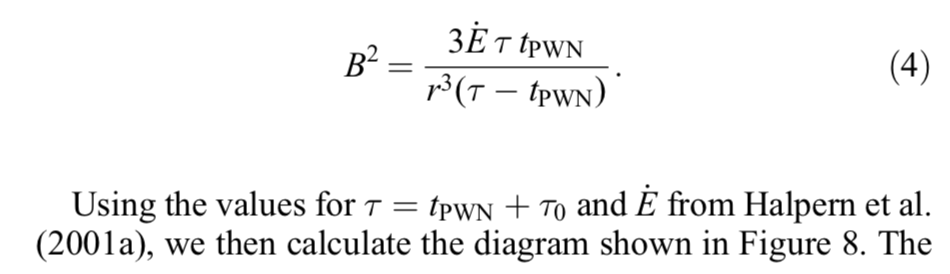 B² = 3Ė τ t_PWN / r³(τ − t_PWN) . (4)
Using the values for τ = t_PWN + τ₀ and Ė from Halpern et al.
(2001a), we then calculate the diagram shown in Figure 8. The